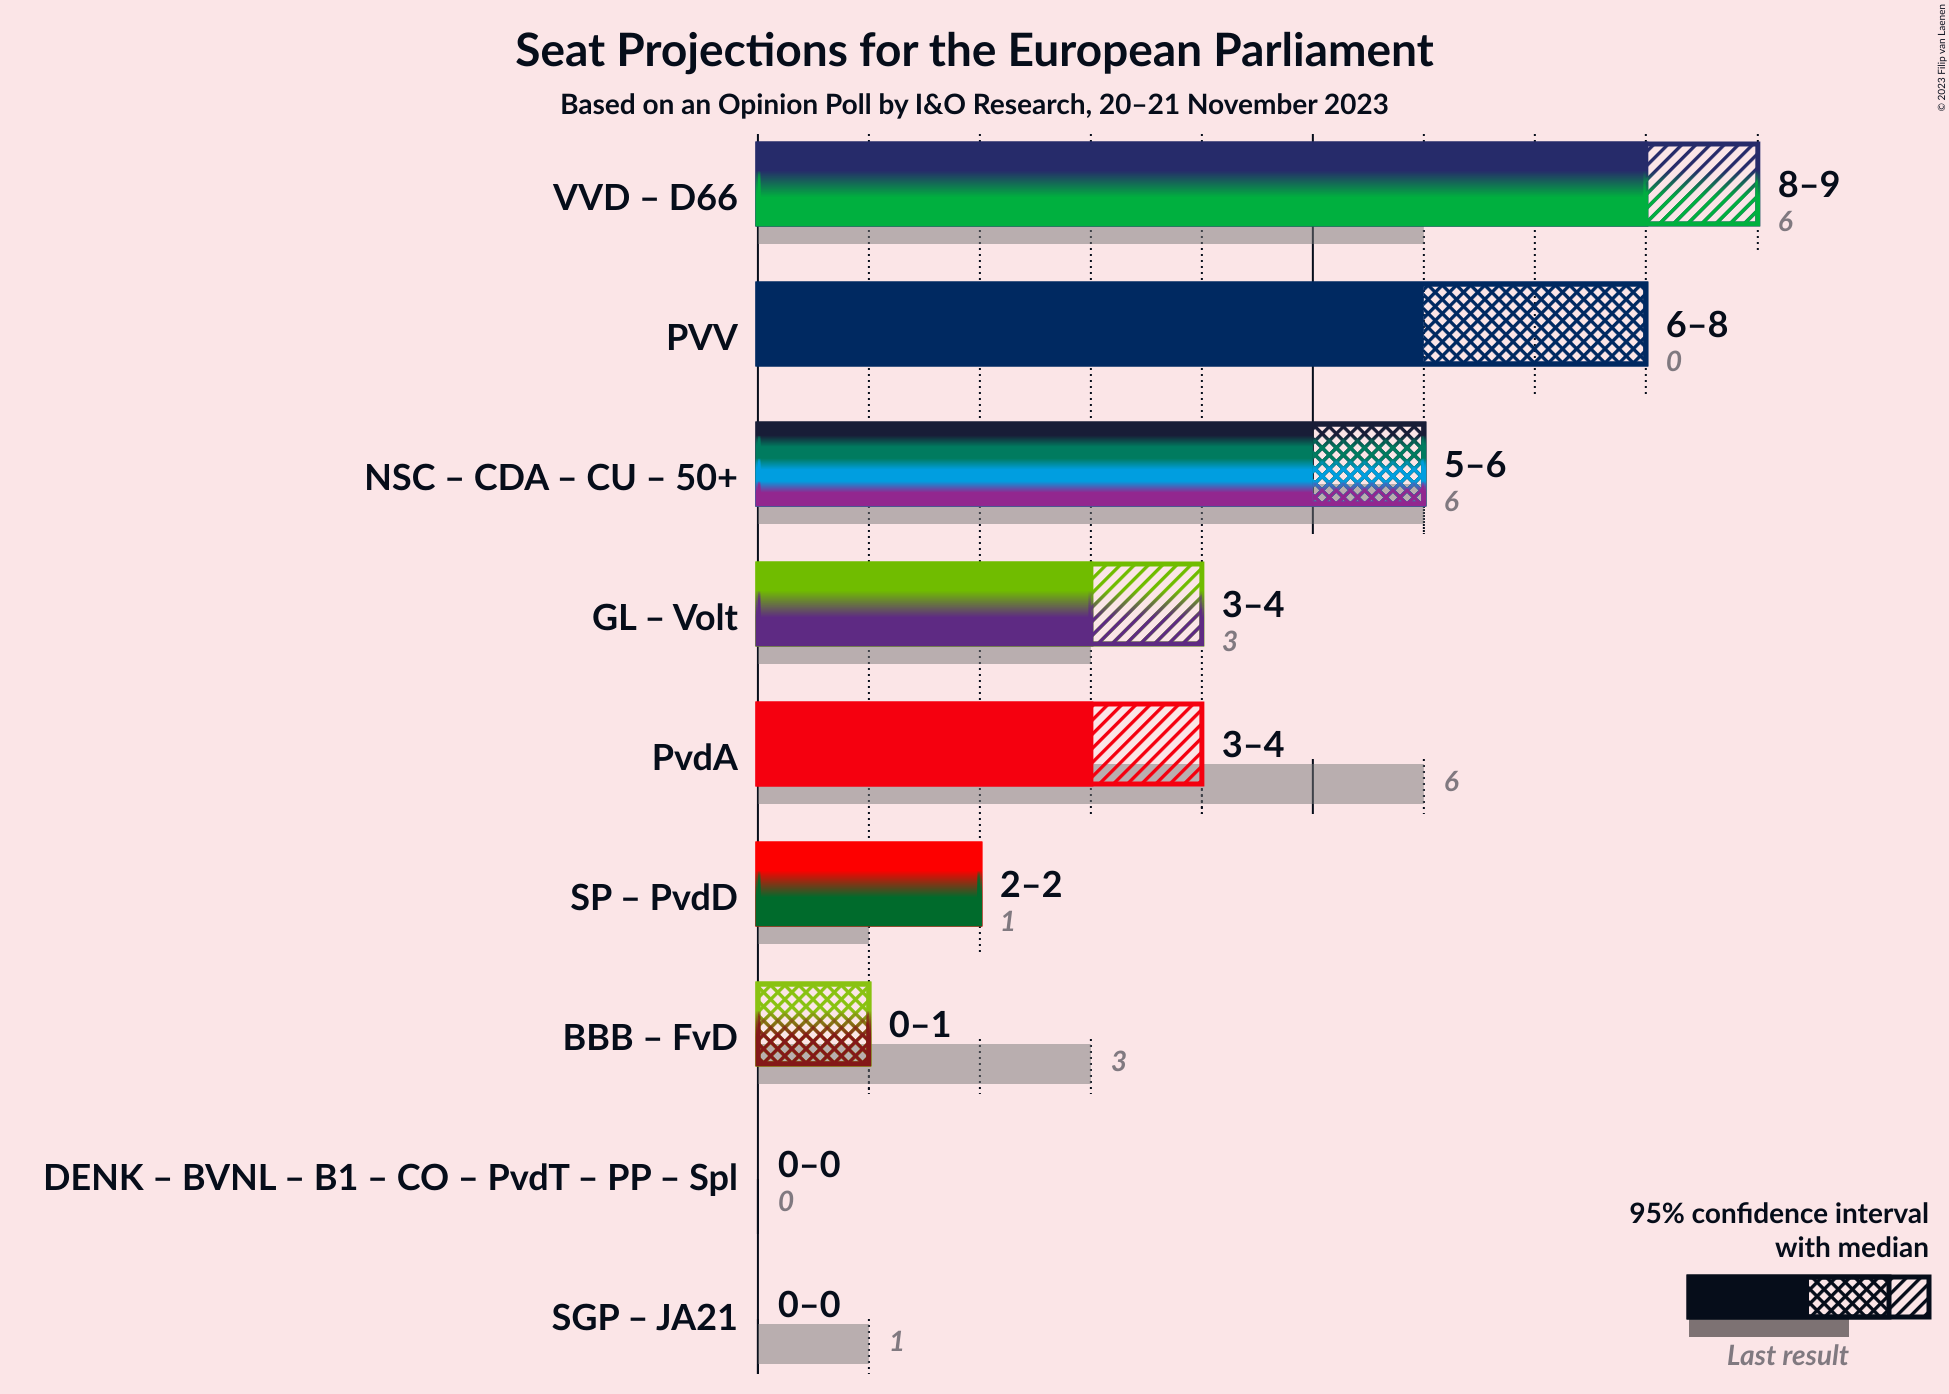 Seat Projections for the European Parliament
Based on an Opinion Poll by I&O Research, 20–21 November 2023
© 2023 Filip van Laenen
VVD – D66
8–9
6
PVV
6–8
0
NSC – CDA – CU – 50+
5–6
6
GL – Volt
3–4
3
PvdA
3–4
6
SP – PvdD
2–2
1
BBB – FvD
0–1
3
DENK – BVNL – B1 – CO – PvdT – PP – Spl
0–0
0
SGP – JA21
0–0
1
95% confidence interval
with median
Last result